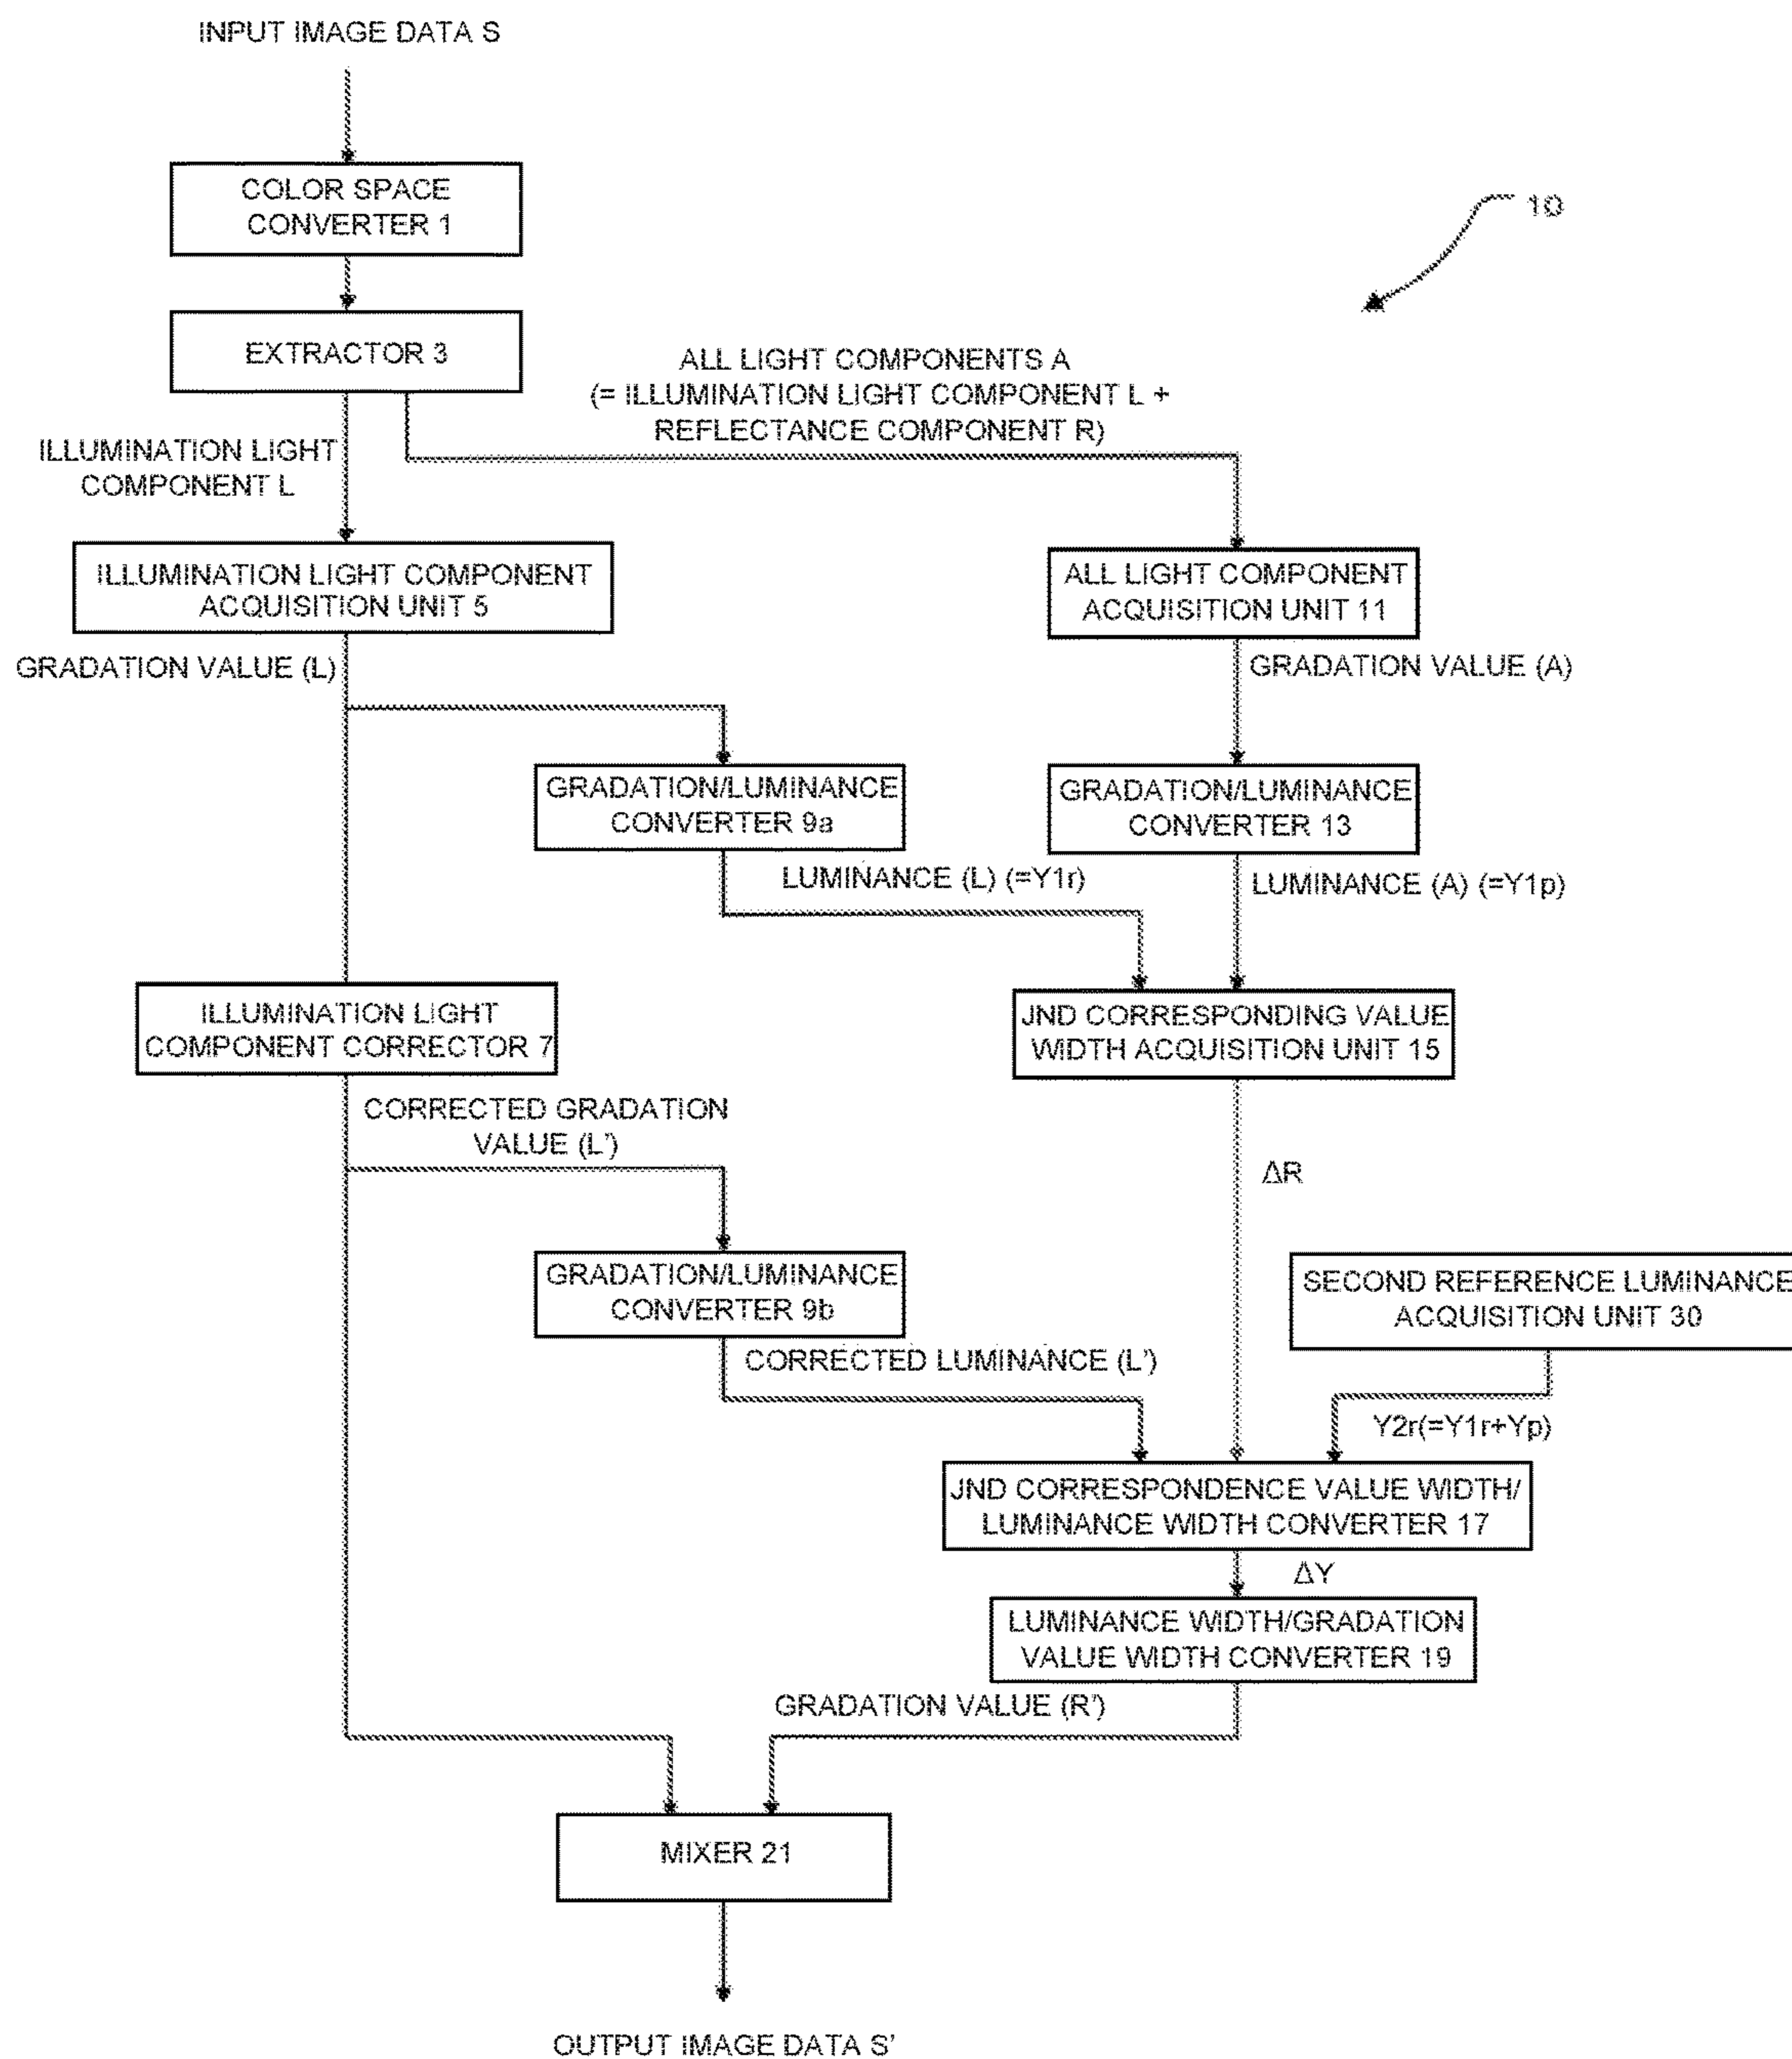 INPUT IMAGE DATA S
COLOR SPACE
CONVERTER 1
10
EXTRACTOR 3
ALL LIGHT COMPONENTS A
(= ILLUMINATION LIGHT COMPONENT L +
REFLECTANCE COMPONENT R)
ILLUMINATION LIGHT
COMPONENT L
ILLUMINATION LIGHT COMPONENT
ACQUISITION UNIT 5
ALL LIGHT COMPONENT
ACQUISITION UNIT 11
GRADATION VALUE (L)
GRADATION VALUE (A)
GRADATION/LUMINANCE
CONVERTER 9a
GRADATION/LUMINANCE
CONVERTER 13
LUMINANCE (L) (=Y1r)
LUMINANCE (A) (=Y1p)
ILLUMINATION LIGHT
COMPONENT CORRECTOR 7
JND CORRESPONDING VALUE
WIDTH ACQUISITION UNIT 15
CORRECTED GRADATION
VALUE (L')
ΔR
GRADATION/LUMINANCE
CONVERTER 9b
SECOND REFERENCE LUMINANCE
ACQUISITION UNIT 30
CORRECTED LUMINANCE (L')
Y2r(=Y1r+Yp)
JND CORRESPONDENCE VALUE WIDTH/
LUMINANCE WIDTH CONVERTER 17
ΔY
LUMINANCE WIDTH/GRADATION
VALUE WIDTH CONVERTER 19
GRADATION VALUE (R')
MIXER 21
OUTPUT IMAGE DATA S'